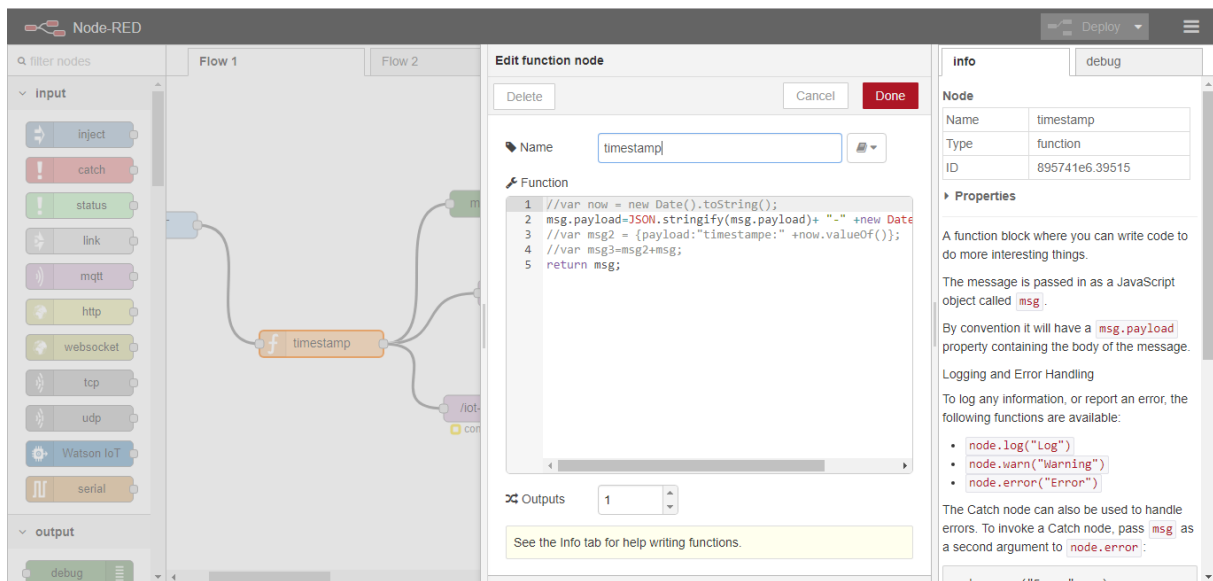 Node-RED
Deploy
filter nodes
input
inject
catch
status
link
mqtt
http
websocket
tcp
udp
Watson IoT
serial
output
debug
Flow 1
Flow 2
timestamp
m
/iot-
con
Edit function node
Delete
Cancel
Done
Name
timestamp
Function
1 //var now = new Date().toString();
2 msg.payload=JSON.stringify(msg.payload)+ "-" +new Date
3 //var msg2 = {payload:"timestampe:" +now.valueOf()};
4 //var msg3=msg2+msg;
5 return msg;
Outputs
1
See the Info tab for help writing functions.
info
debug
Node
Name timestamp
Type function
ID 895741e6.39515
Properties
A function block where you can write code to
do more interesting things.
The message is passed in as a JavaScript
object called msg .
By convention it will have a msg.payload
property containing the body of the message.
Logging and Error Handling
To log any information, or report an error, the
following functions are available:
node.log("Log")
node.warn("Warning")
node.error("Error")
The Catch node can also be used to handle
errors. To invoke a Catch node, pass msg as
a second argument to node.error :